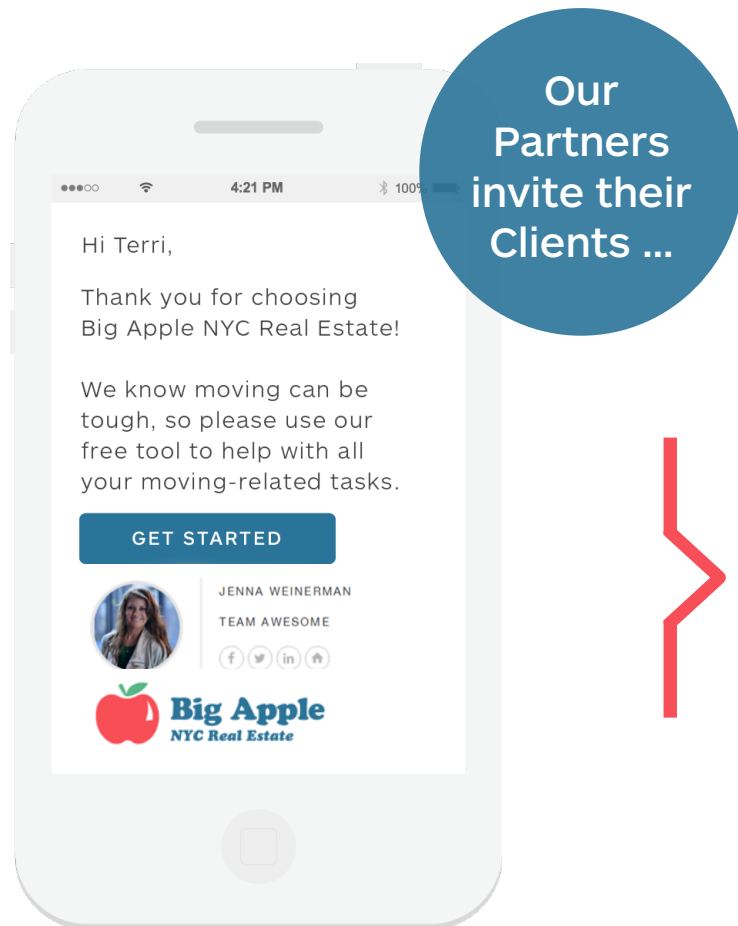 Our
Partners
invite their
Clients ...
4:21 PM
100%
Hi Terri,
Thank you for choosing
Big Apple NYC Real Estate!
We know moving can be
tough, so please use our
free tool to help with all
your moving-related tasks.
GET STARTED
JENNA WEINERMAN
TEAM AWESOME
f in
Big Apple
NYC Real Estate